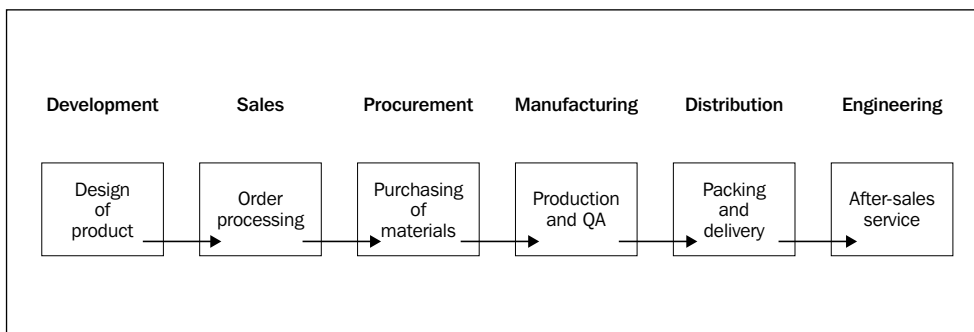 Development Sales Procurement Manufacturing Distribution Engineering
Design
of
product
Order
processing
Purchasing
of
materials
Production
and QA
Packing
and
delivery
After-sales
service